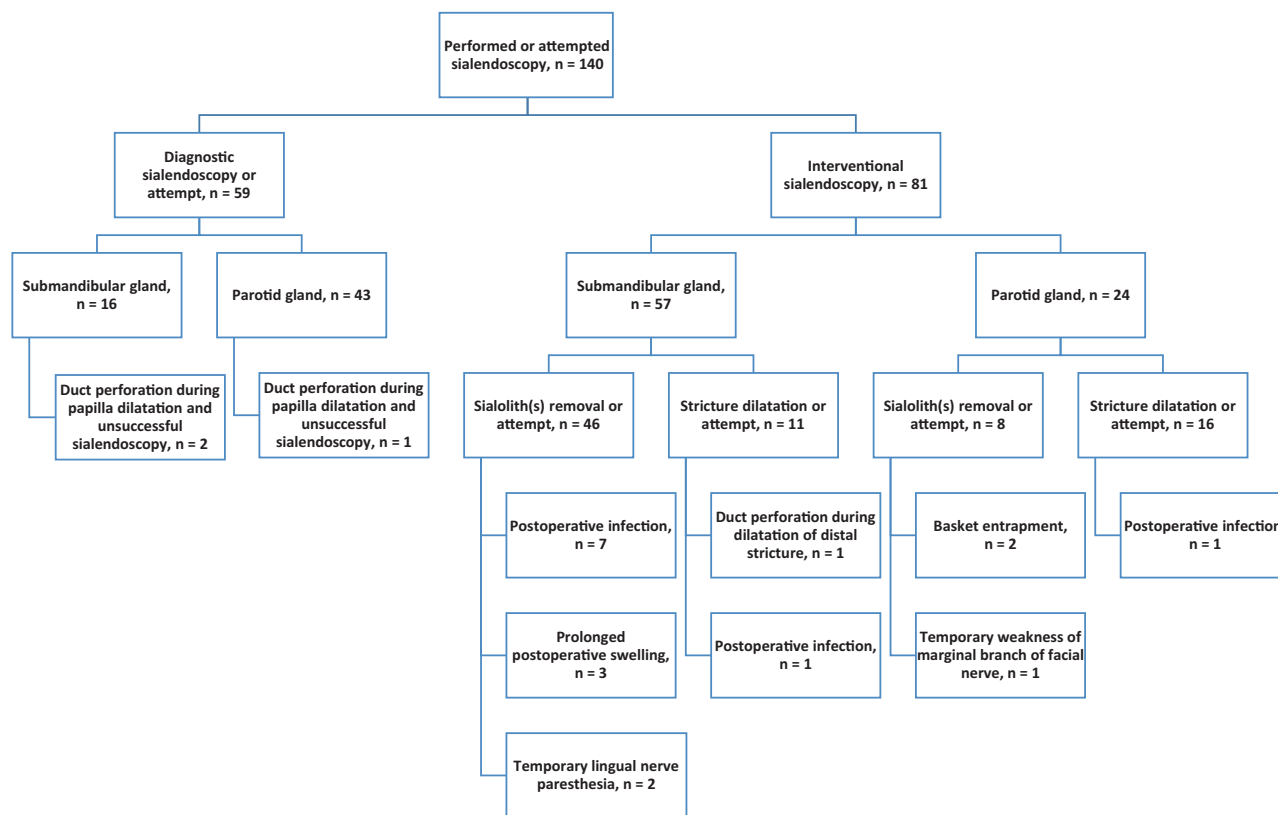 Performed or attempted
sialendoscopy, n = 140
Diagnostic
sialendoscopy or
attempt, n = 59
Interventional
sialendoscopy, n = 81
Submandibular gland,
n = 16
Parotid gland, n = 43
Submandibular gland,
n = 57
Parotid gland, n = 24
Duct perforation during
papilla dilatation and
unsuccessful
sialendoscopy, n = 2
Duct perforation during
papilla dilatation and
unsuccessful
sialendoscopy, n = 1
Sialolith(s) removal or
attempt, n = 46
Stricture dilatation or
attempt, n = 11
Sialolith(s) removal or
attempt, n = 8
Stricture dilatation or
attempt, n = 16
Postoperative infection,
n = 7
Duct perforation during
dilatation of distal
stricture, n = 1
Basket entrapment,
n = 2
Postoperative infection,
n = 1
Prolonged
postoperative swelling,
n = 3
Postoperative infection,
n = 1
Temporary weakness of
marginal branch of facial
nerve, n = 1
Temporary lingual nerve
paresthesia, n = 2